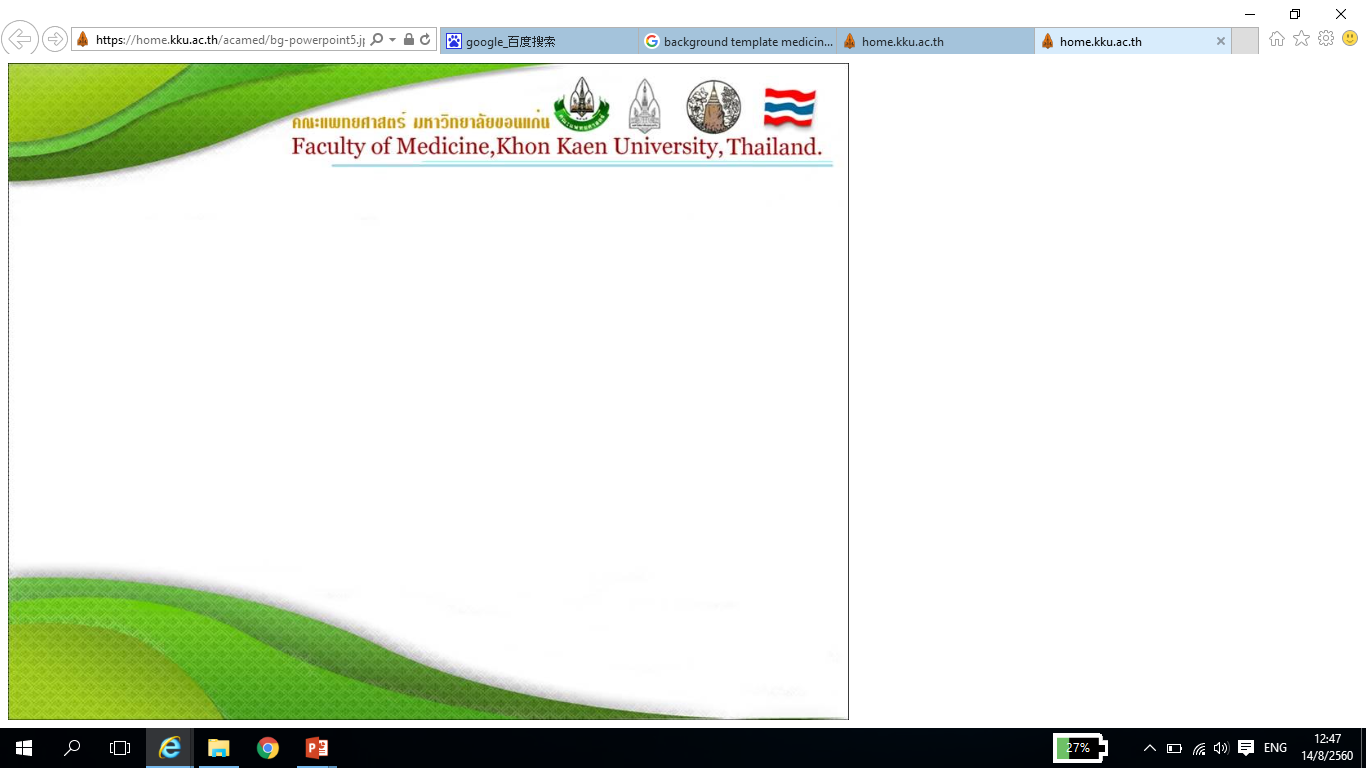 https://home.kku.ac.th/acamed/bg-powerpoint5.j
google_百度搜索
background template medicin...
home.kku.ac.th
home.kku.ac.th
คณะแพทยศาสตร์ มหาวิทยาลัยขอนแก่น
Faculty of Medicine,Khon Kaen University,Thailand.
27%
ENG
12:47
14/8/2560